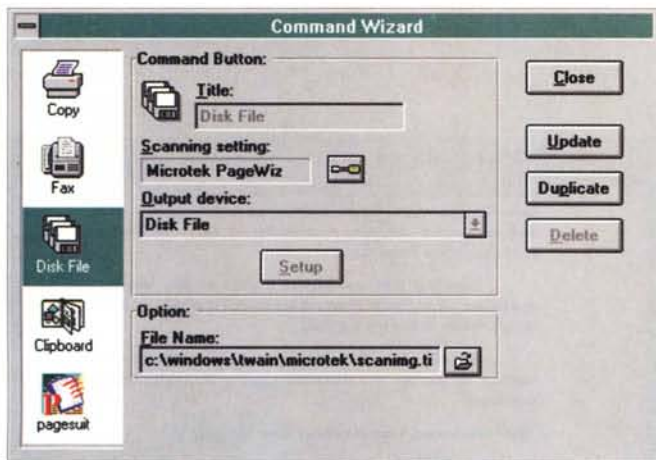 Command Wizard
Copy
Fax
Disk File
Clipboard
pagesuit
Command Button:
Title:
Disk File
Scanning setting:
Microtek PageWiz
Output device:
Disk File
Setup
Option:
File Name:
c:\windows\twain\microtek\scanimg.ti
Close
Update
Duplicate
Delete